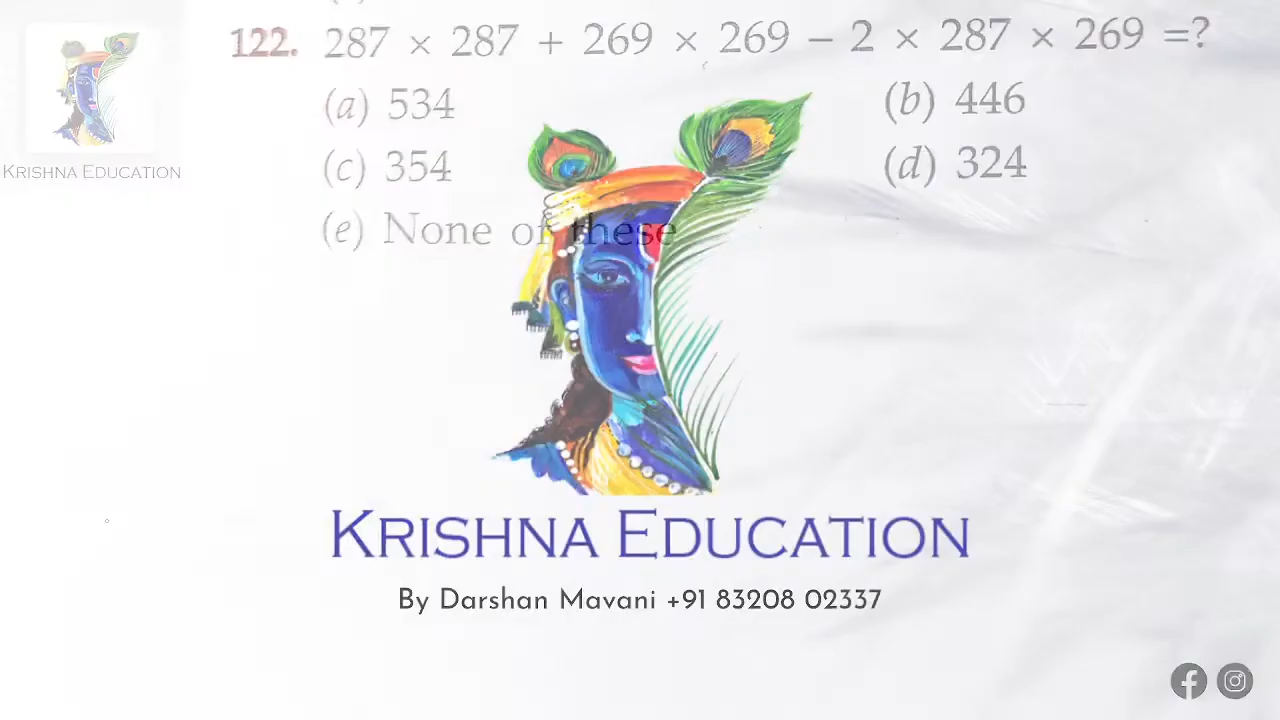 122. 287 × 287 + 269 × 269 − 2 × 287 × 269 =?
(a) 534 (b) 446
(c) 354 (d) 324
(e) None of these
KRISHNA EDUCATION
KRISHNA EDUCATION
By Darshan Mavani +91 83208 02337